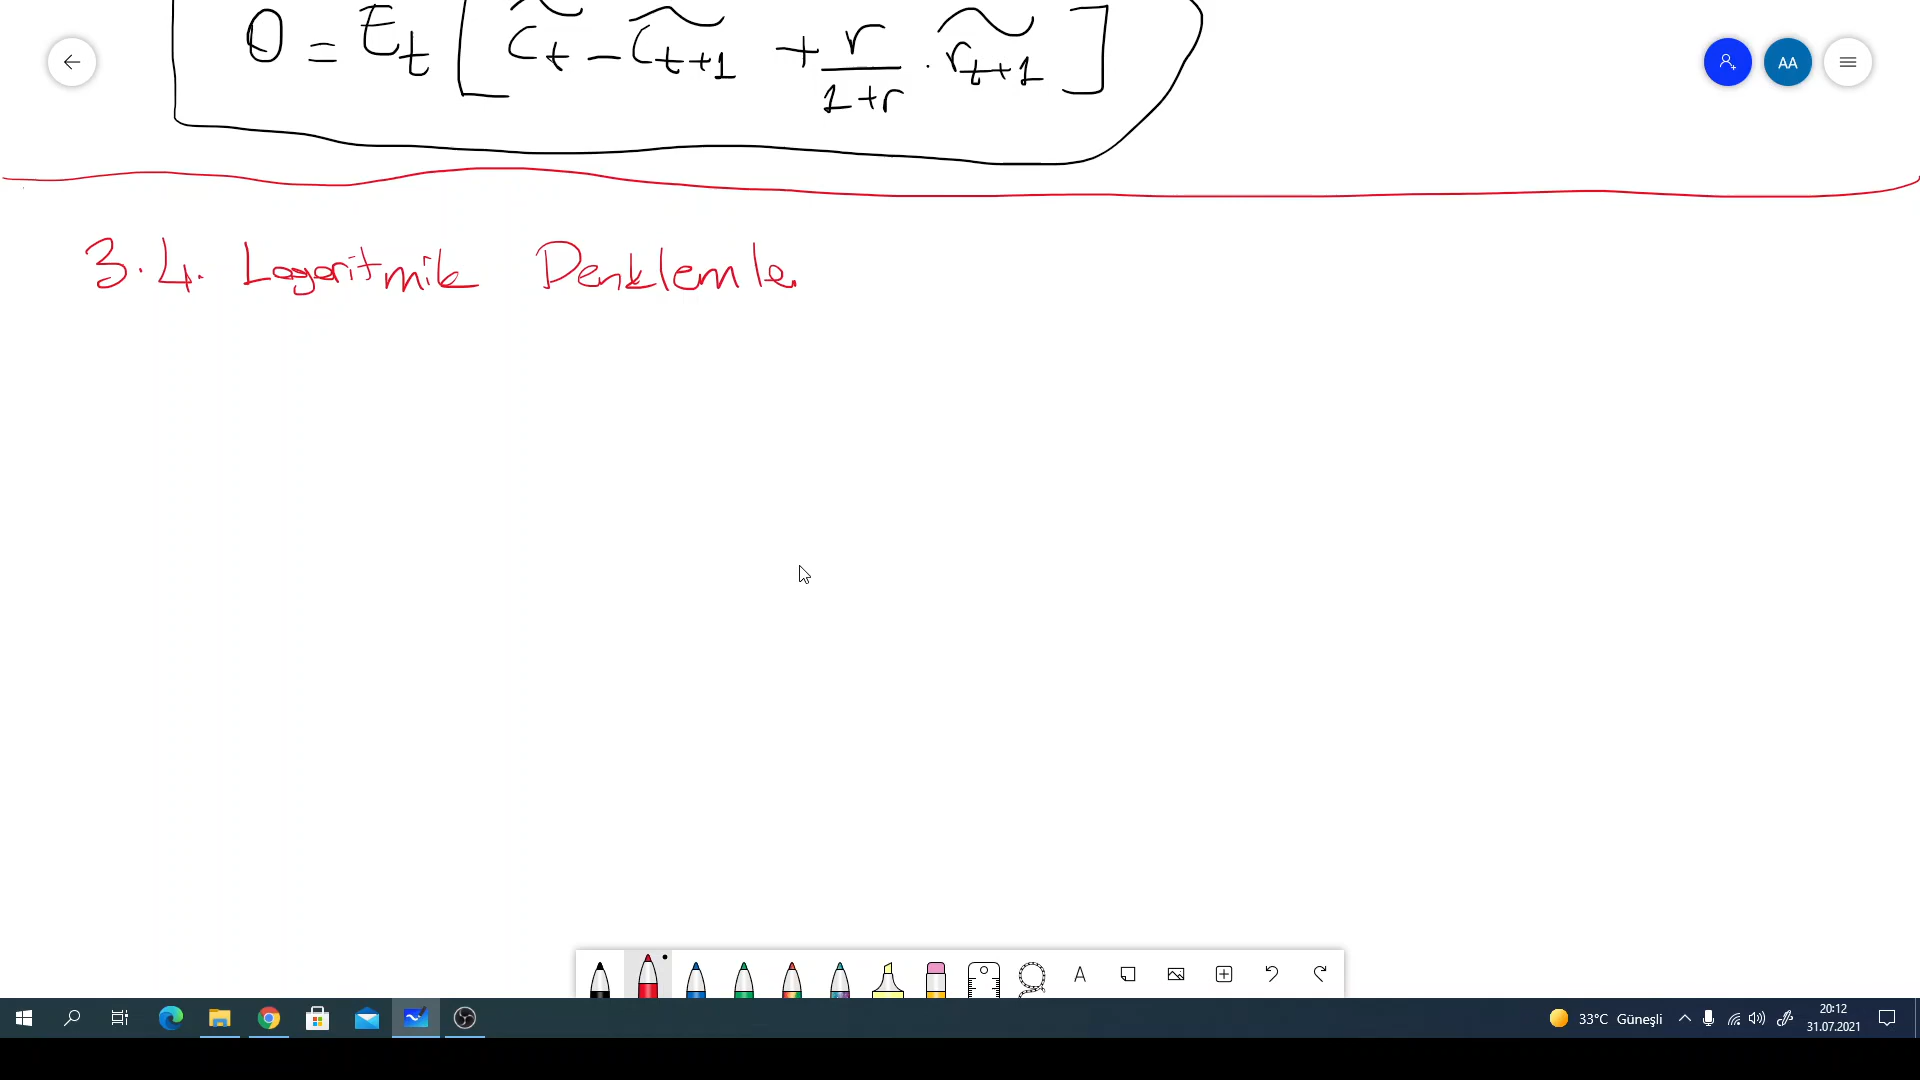 0 = E_t [ c̃_t - c̃_{t+1} + r/(1+r) · r̃_{t+1} ]
AA
3.4. Logaritmik Denklemle
A
33°C Güneşli
20:12
31.07.2021